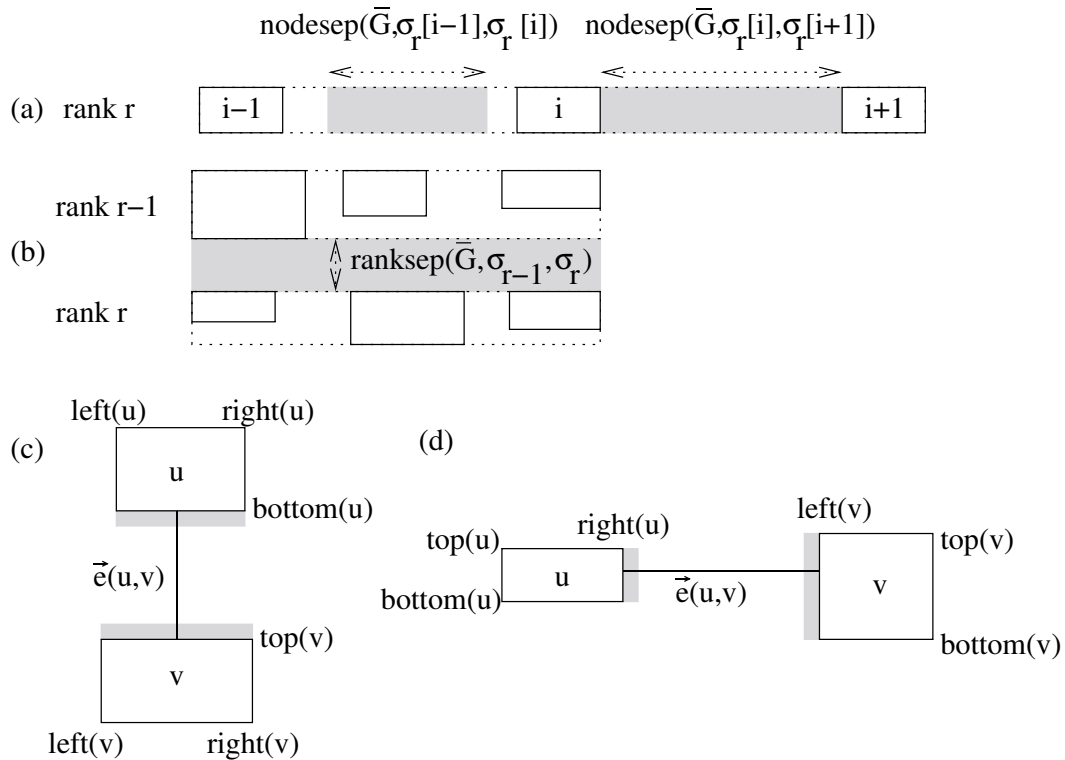 nodesep(G̅,σr[i−1],σr [i]) nodesep(G̅,σr[i],σr[i+1])
(a) rank r i−1 i i+1
rank r−1
(b) ranksep(G̅,σr−1,σr)
rank r
left(u) right(u)
(c) u
bottom(u)
e⃗(u,v)
top(v)
v
left(v) right(v)
(d)
right(u) left(v)
top(u) top(v)
u v
bottom(u) e⃗(u,v)
bottom(v)